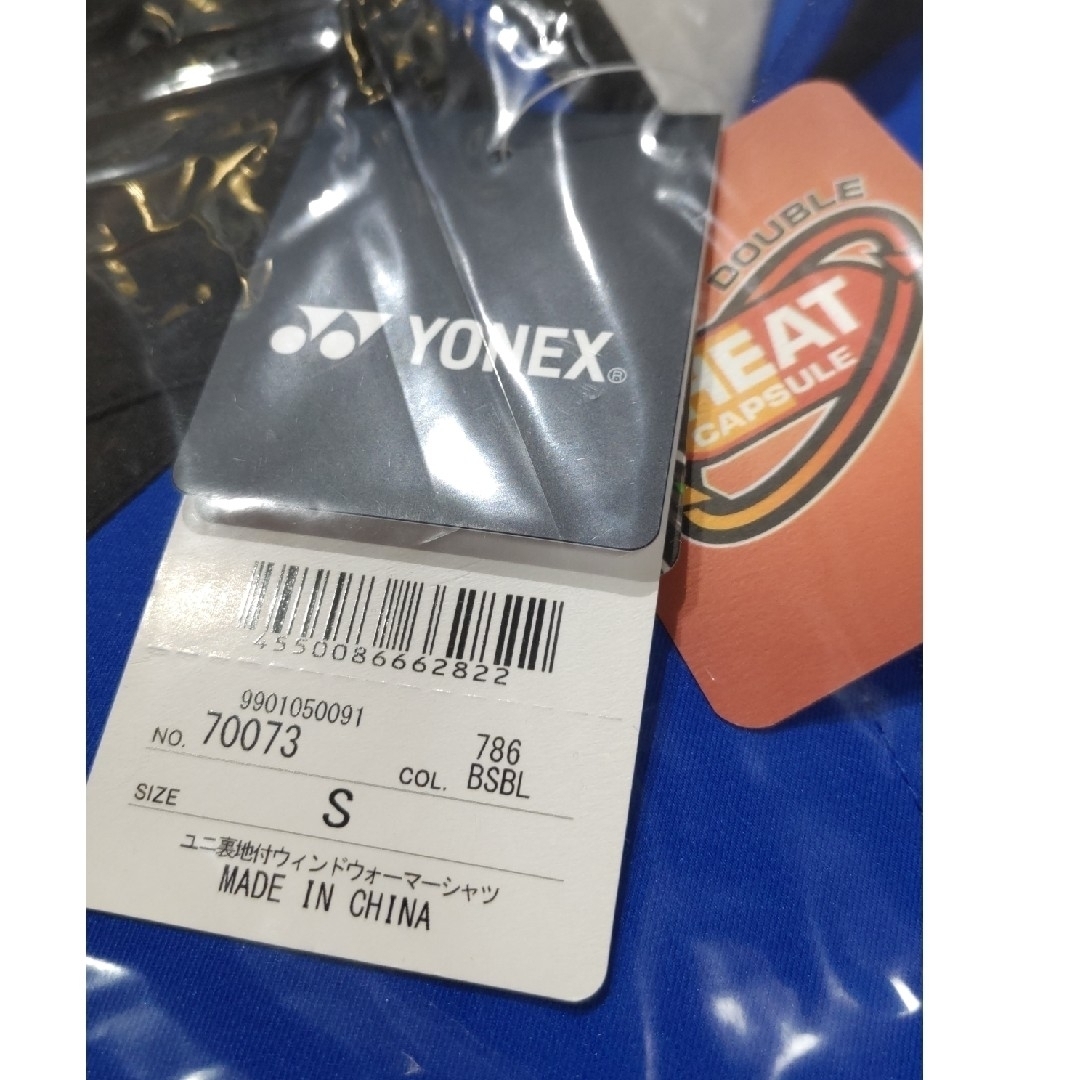 YONEX®
DOUBLE
HEAT
CAPSULE
4550086662822
9901050091
NO. 70073
786
COL. BSBL
SIZE S
ユニ裏地付ウィンドウォーマーシャツ
MADE IN CHINA